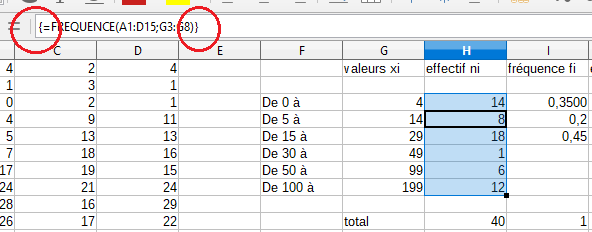 {=FREQUENCE(A1:D15;G3:G8)}
C D E F G H I
4 2 4 valeurs xi effectif ni fréquence fi
1 3 1
0 2 1 De 0 à 4 14 0,3500
4 9 11 De 5 à 14 8 0,2
5 13 13 De 15 à 29 18 0,45
7 18 16 De 30 à 49 1
7 19 15 De 50 à 99 6
24 21 24 De 100 à 199 12
28 16 29
26 17 22 total 40 1